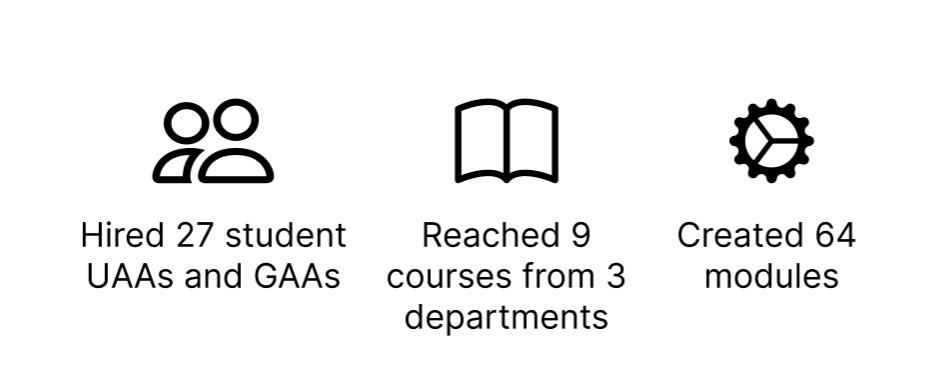 Hired 27 student
UAAs and GAAs
Reached 9
courses from 3
departments
Created 64
modules